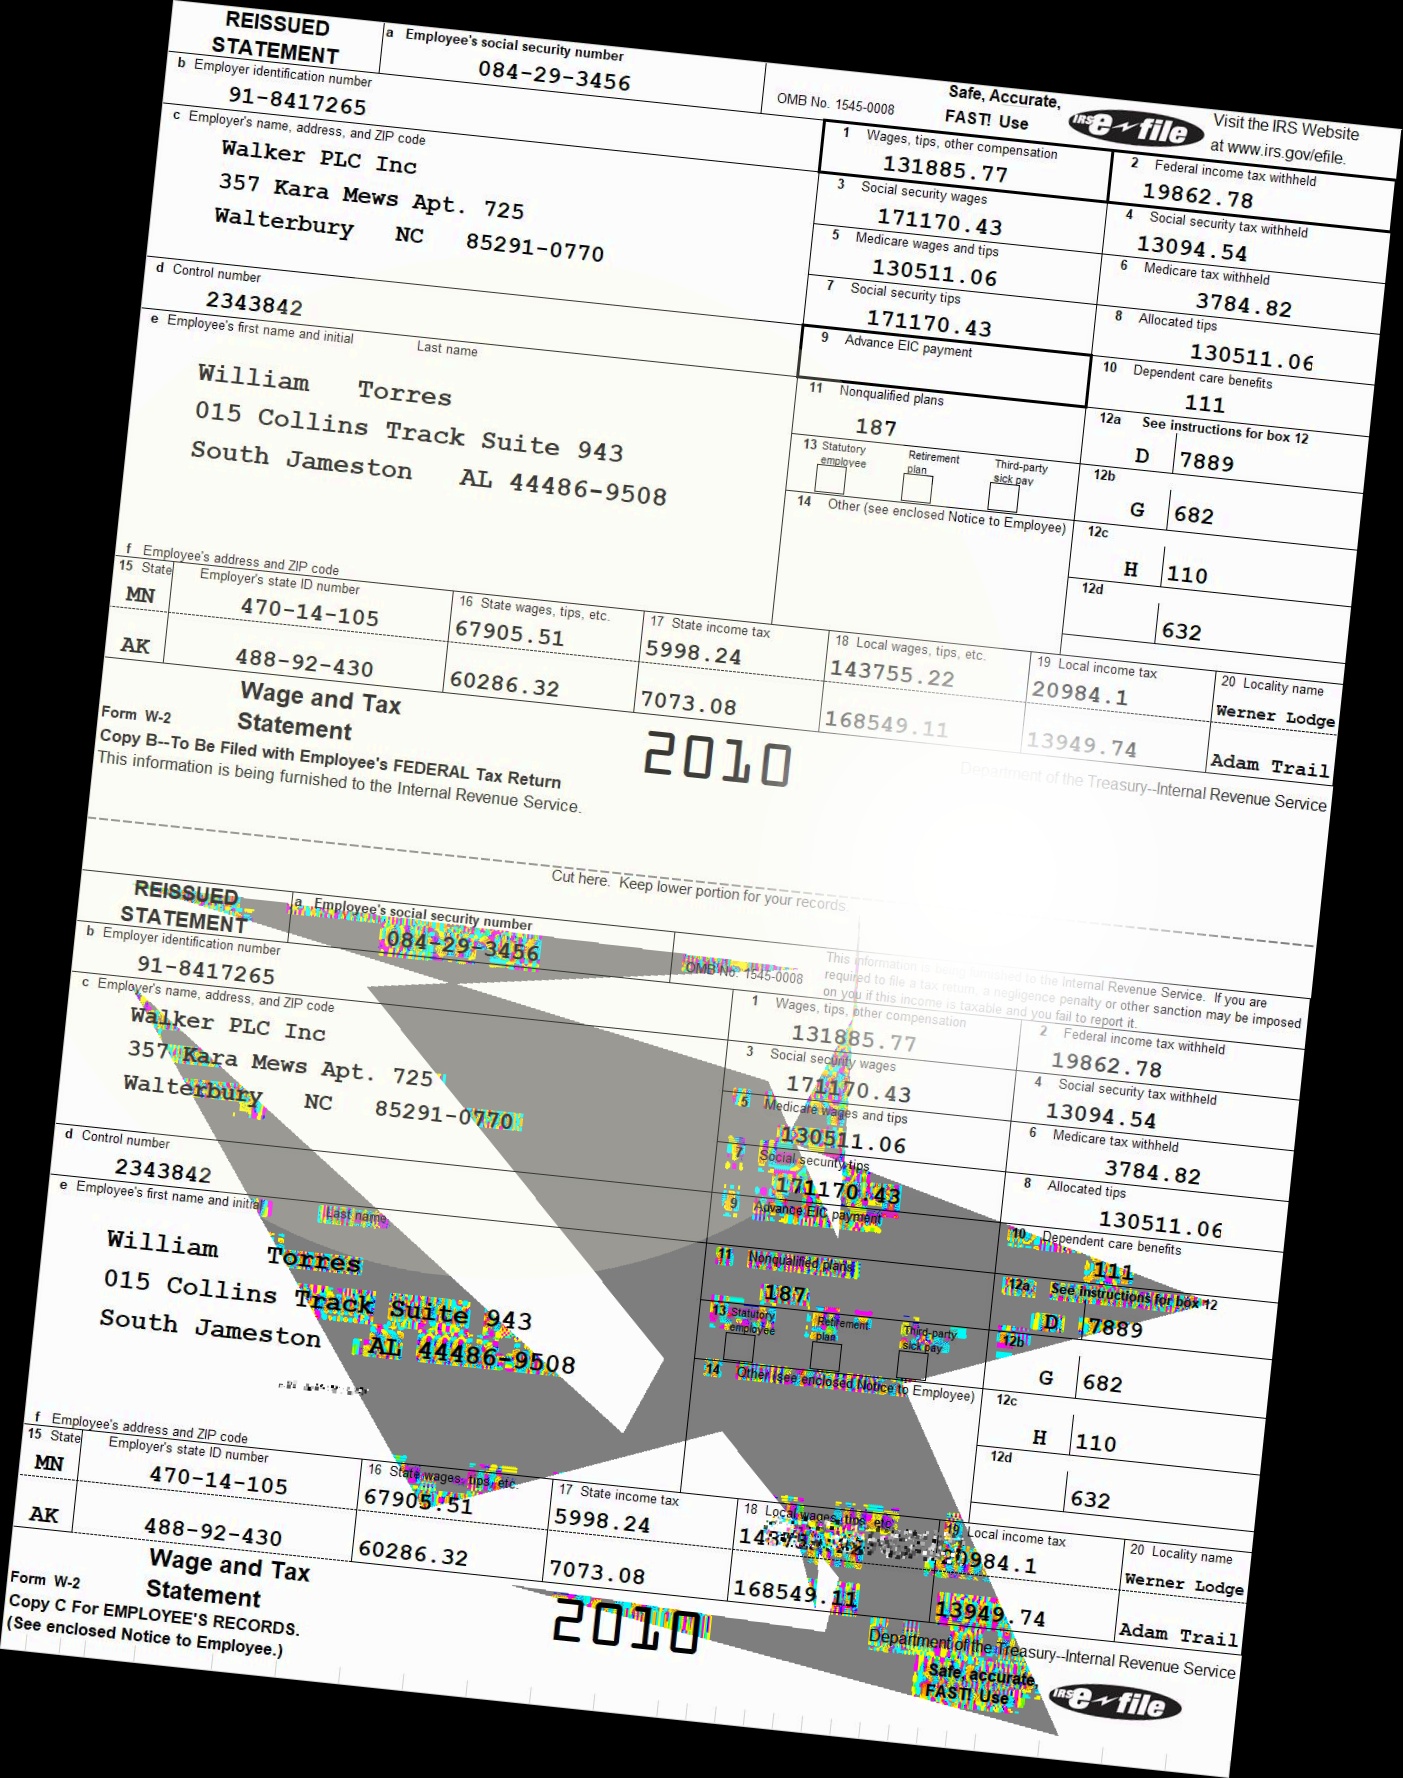 REISSUED STATEMENT
a Employee's social security number
084-29-3456
OMB No. 1545-0008
Safe, Accurate, FAST! Use
IRS e-file
Visit the IRS Website at www.irs.gov/efile.
b Employer identification number
91-8417265
c Employer's name, address, and ZIP code
Walker PLC Inc
357 Kara Mews Apt. 725
Walterbury NC 85291-0770
1 Wages, tips, other compensation
131885.77
2 Federal income tax withheld
19862.78
3 Social security wages
171170.43
4 Social security tax withheld
13094.54
5 Medicare wages and tips
130511.06
6 Medicare tax withheld
3784.82
d Control number
2343842
7 Social security tips
171170.43
8 Allocated tips
130511.06
e Employee's first name and initial Last name
William Torres
015 Collins Track Suite 943
South Jameston AL 44486-9508
9 Advance EIC payment
10 Dependent care benefits
111
11 Nonqualified plans
187
12a See instructions for box 12
D 7889
13 Statutory employee Retirement plan Third-party sick pay
12b
G 682
14 Other (see enclosed Notice to Employee)
12c
H 110
12d
632
f Employee's address and ZIP code
15 State Employer's state ID number
16 State wages, tips, etc.
17 State income tax
18 Local wages, tips, etc.
19 Local income tax
20 Locality name
MN 470-14-105 67905.51 5998.24 143755.22 20984.1 Werner Lodge
AK 488-92-430 60286.32 7073.08 168549.11 13949.74 Adam Trail
Form W-2 Wage and Tax Statement
2010
Department of the Treasury--Internal Revenue Service
Copy B--To Be Filed with Employee's FEDERAL Tax Return
This information is being furnished to the Internal Revenue Service.
Cut here. Keep lower portion for your records
REISSUED STATEMENT
a Employee's social security number
084-29-3456
OMB No. 1545-0008
This information is being furnished to the Internal Revenue Service. If you are
required to file a tax return, a negligence penalty or other sanction may be imposed
on you if this income is taxable and you fail to report it.
b Employer identification number
91-8417265
c Employer's name, address, and ZIP code
Walker PLC Inc
357 Kara Mews Apt. 725
Walterbury NC 85291-0770
1 Wages, tips, other compensation
131885.77
2 Federal income tax withheld
19862.78
3 Social security wages
171170.43
4 Social security tax withheld
13094.54
5 Medicare wages and tips
130511.06
6 Medicare tax withheld
3784.82
d Control number
2343842
7 Social security tips
171170.43
8 Allocated tips
130511.06
e Employee's first name and initial Last name
William Torres
015 Collins Track Suite 943
South Jameston AL 44486-9508
9 Advance EIC payment
10 Dependent care benefits
111
11 Nonqualified plans
187
12a See instructions for box 12
D 7889
13 Statutory employee Retirement plan Third-party sick pay
12b
G 682
14 Other (see enclosed Notice to Employee)
12c
H 110
12d
632
f Employee's address and ZIP code
15 State Employer's state ID number
16 State wages, tips, etc.
17 State income tax
18 Local wages, tips, etc.
19 Local income tax
20 Locality name
MN 470-14-105 67905.51 5998.24 20984.1 Werner Lodge
AK 488-92-430 60286.32 7073.08 168549.11 13949.74 Adam Trail
Form W-2 Wage and Tax Statement
2010
Department of the Treasury--Internal Revenue Service
Copy C For EMPLOYEE'S RECORDS.
(See enclosed Notice to Employee.)
Safe, accurate, FAST! Use
IRS e-file